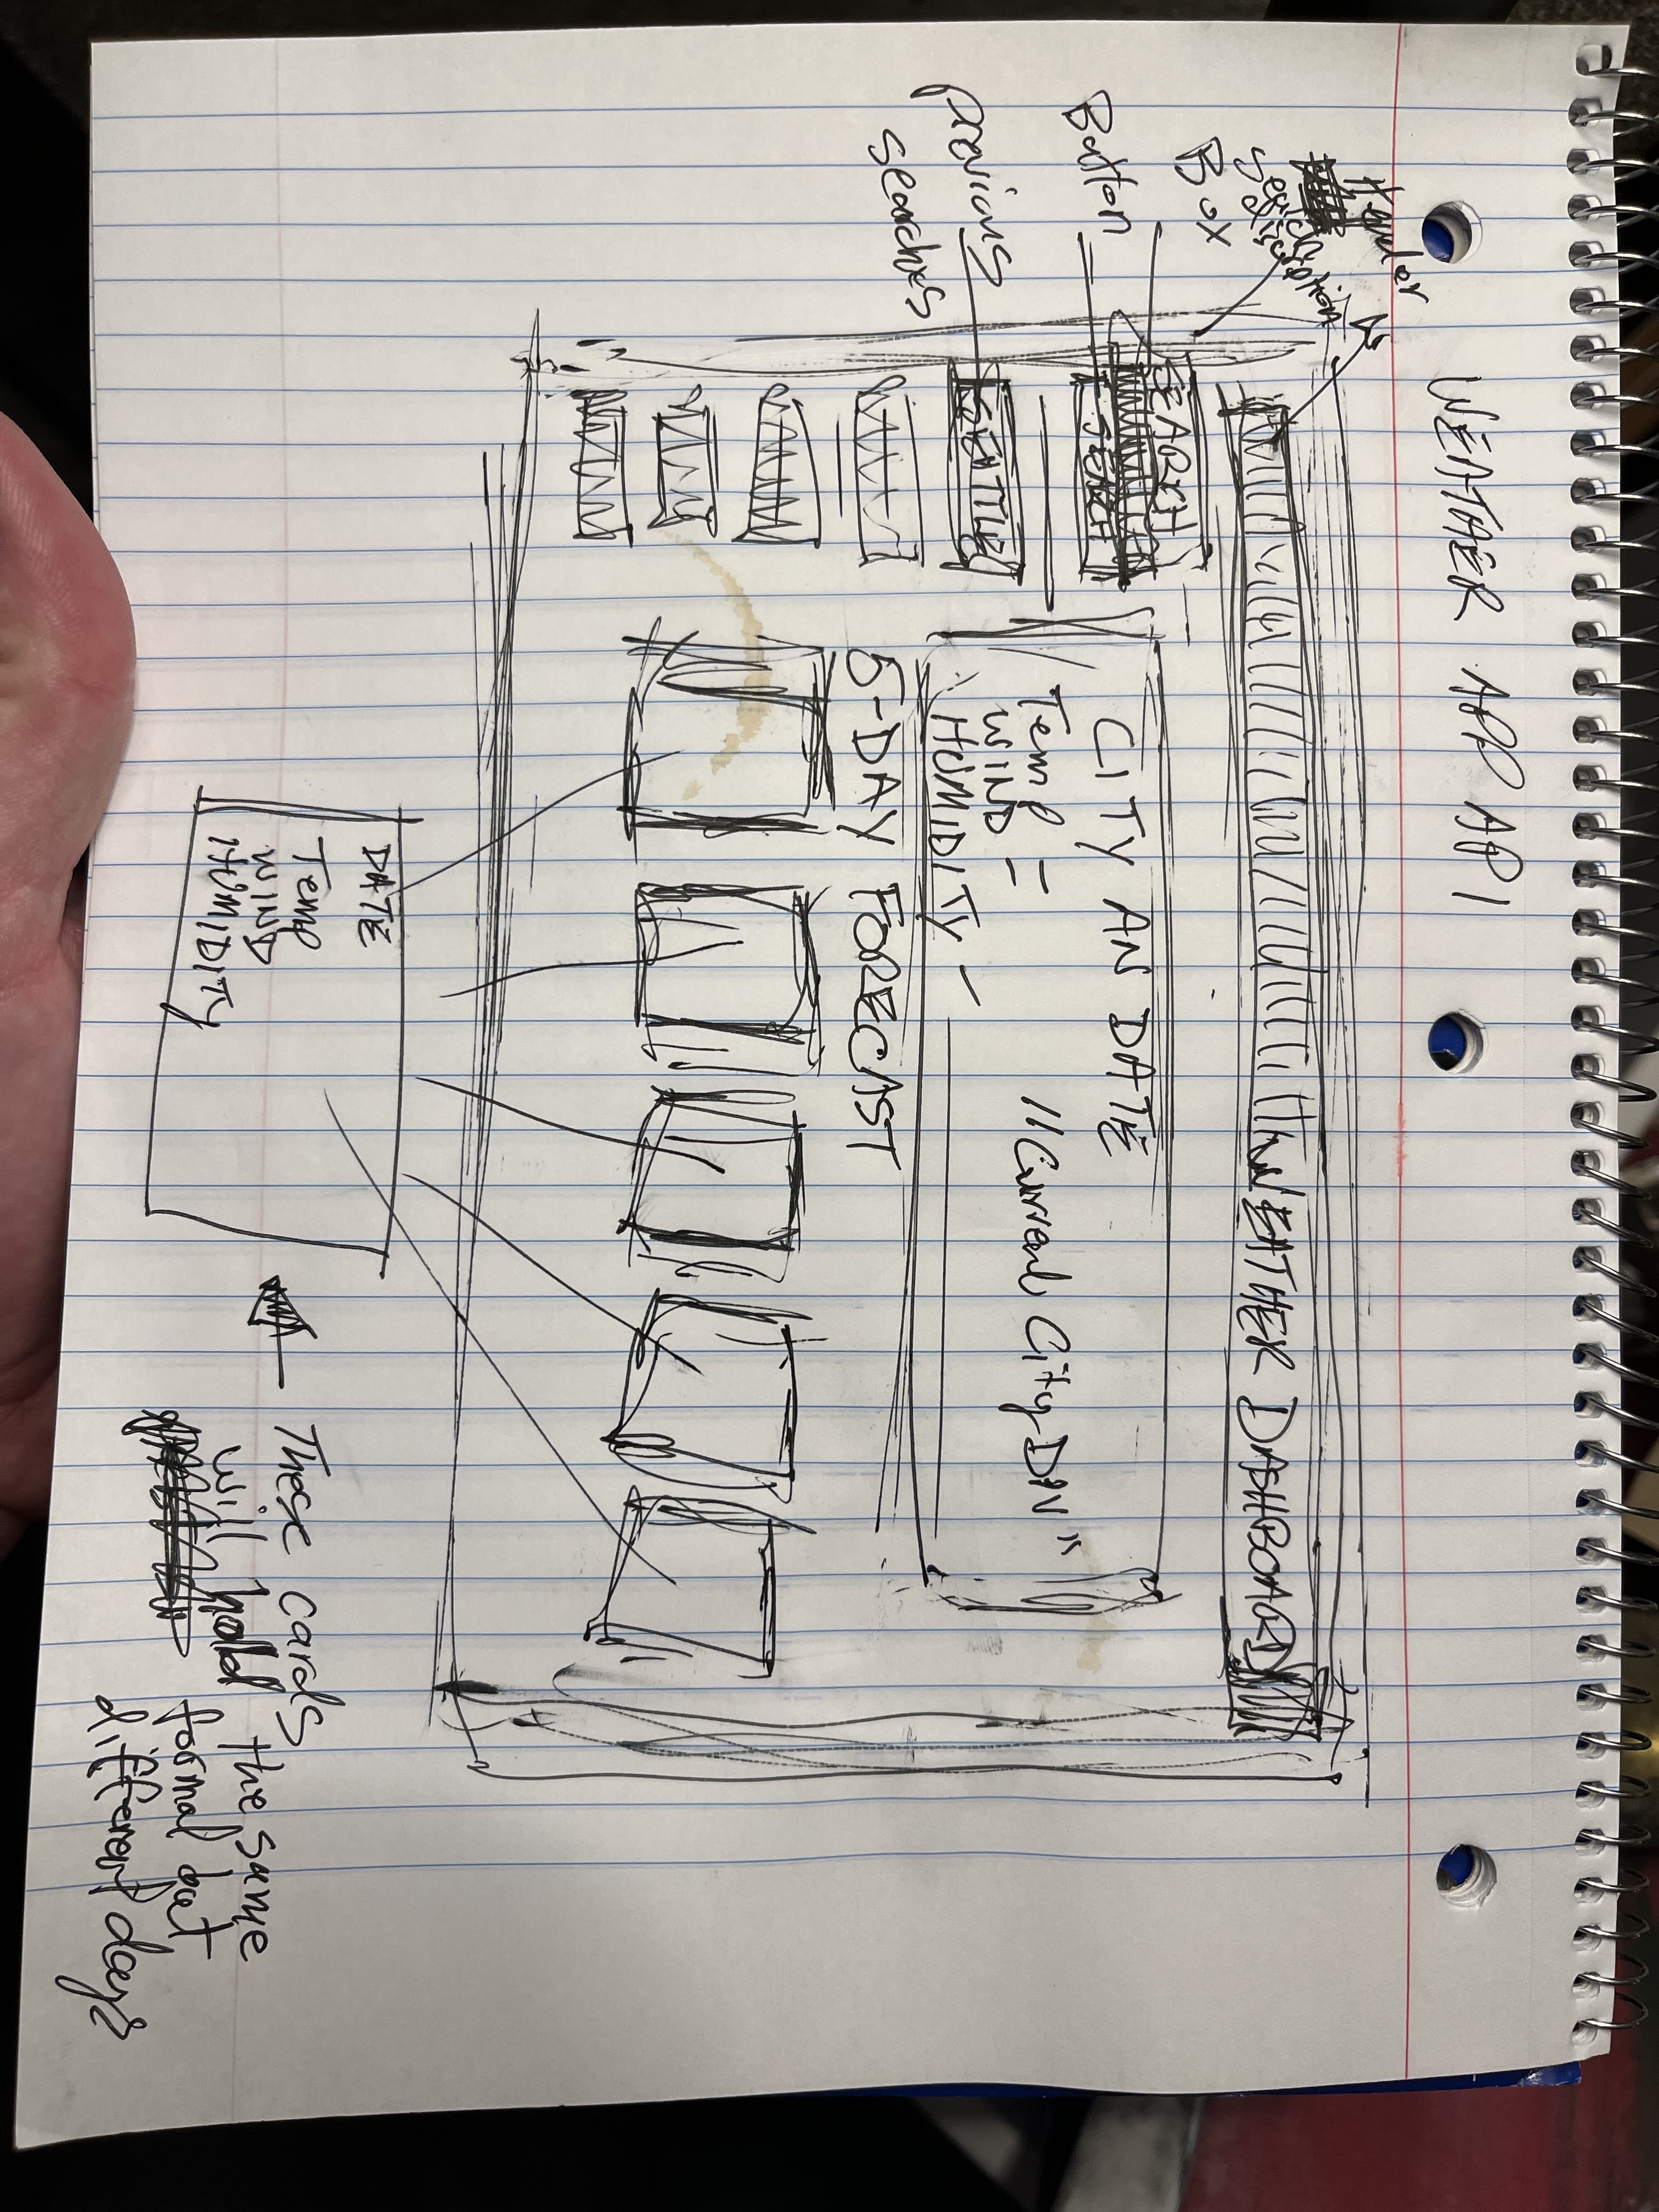 WEATHER APP API
Header
Search
Box
Button
previous
searches
WEATHER DASHBOARD
SEARCH
SEARCH
SEATTLE
CITY AN DATE
Temp =
WIND =
HUMIDITY -
"Current City DIV"
5-DAY FORECAST
DATE
Temp
WIND
HUMIDITY
These cards
will hold the same
format but
different days